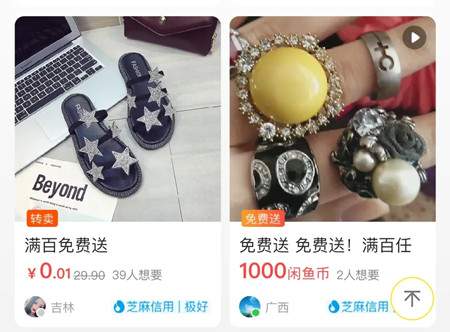 FASHION
FASHION
Beyond
转卖
满百免费送
¥0.01 29.90 39人想要
吉林
芝麻信用 | 极好
免费送
免费送 免费送！满百任
1000闲鱼币 2人想要
广西
芝麻信用